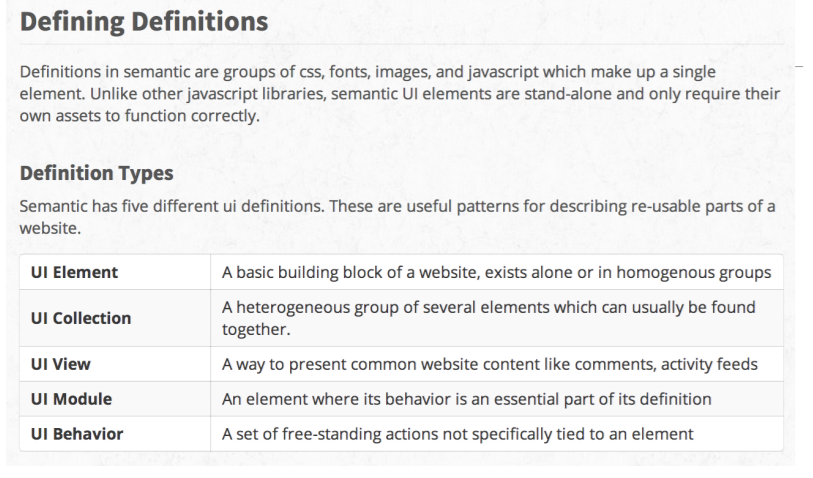 Defining Definitions
Definitions in semantic are groups of css, fonts, images, and javascript which make up a single
element. Unlike other javascript libraries, semantic UI elements are stand-alone and only require their
own assets to function correctly.
Definition Types
Semantic has five different ui definitions. These are useful patterns for describing re-usable parts of a
website.
UI Element A basic building block of a website, exists alone or in homogenous groups
UI Collection A heterogeneous group of several elements which can usually be found
together.
UI View A way to present common website content like comments, activity feeds
UI Module An element where its behavior is an essential part of its definition
UI Behavior A set of free-standing actions not specifically tied to an element